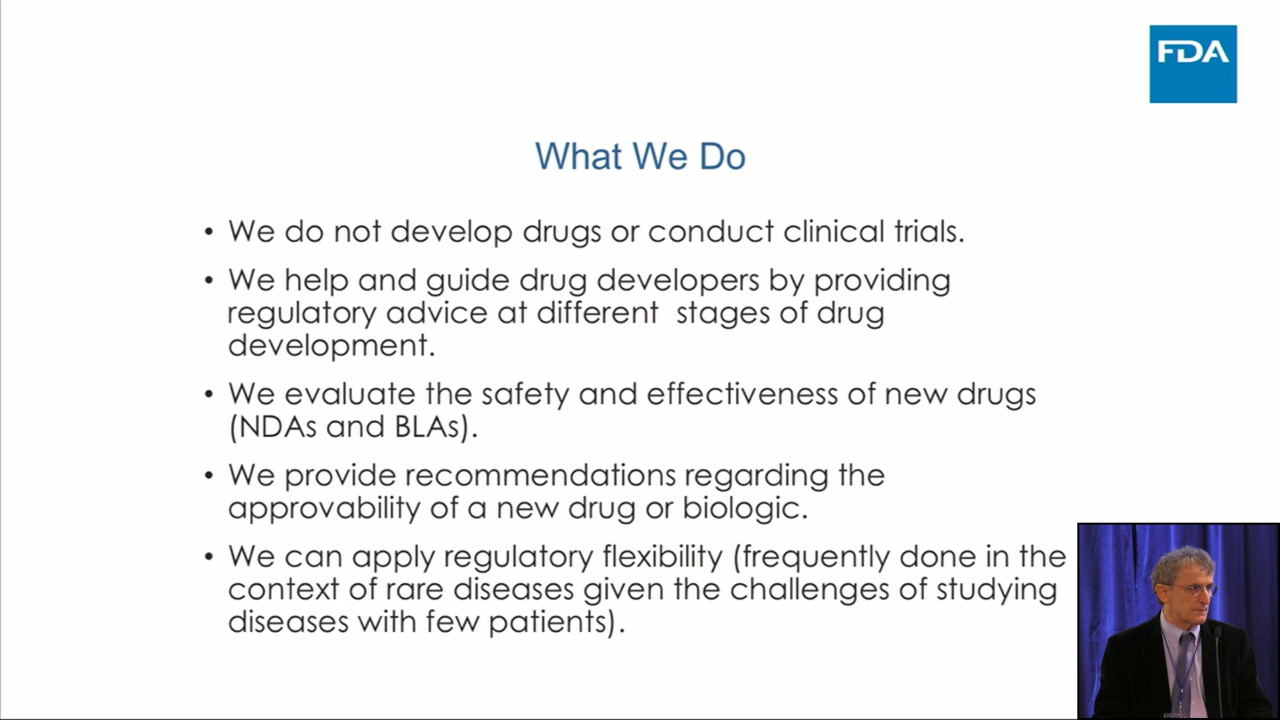 FDA
What We Do
• We do not develop drugs or conduct clinical trials.
• We help and guide drug developers by providing
regulatory advice at different  stages of drug
development.
• We evaluate the safety and effectiveness of new drugs
(NDAs and BLAs).
• We provide recommendations regarding the
approvability of a new drug or biologic.
• We can apply regulatory flexibility (frequently done in the
context of rare diseases given the challenges of studying
diseases with few patients).